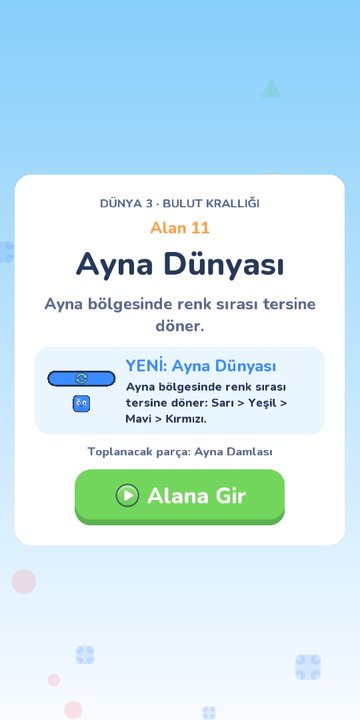 DÜNYA 3 · BULUT KRALLIĞI
Alan 11
Ayna Dünyası
Ayna bölgesinde renk sırası tersine
döner.
YENİ: Ayna Dünyası
Ayna bölgesinde renk sırası
tersine döner: Sarı > Yeşil >
Mavi > Kırmızı.
Toplanacak parça: Ayna Damlası
Alana Gir